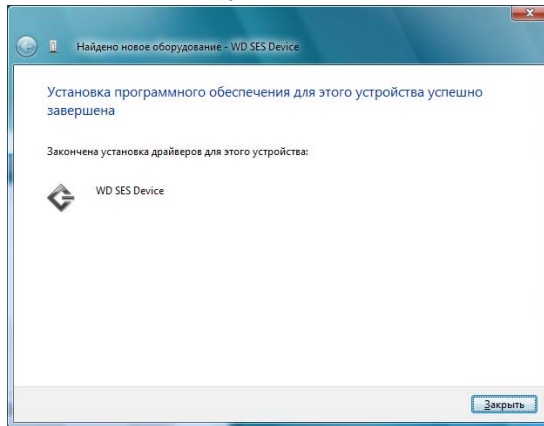 Найдено новое оборудование - WD SES Device
Установка программного обеспечения для этого устройства успешно
завершена
Закончена установка драйверов для этого устройства:
WD SES Device
Закрыть